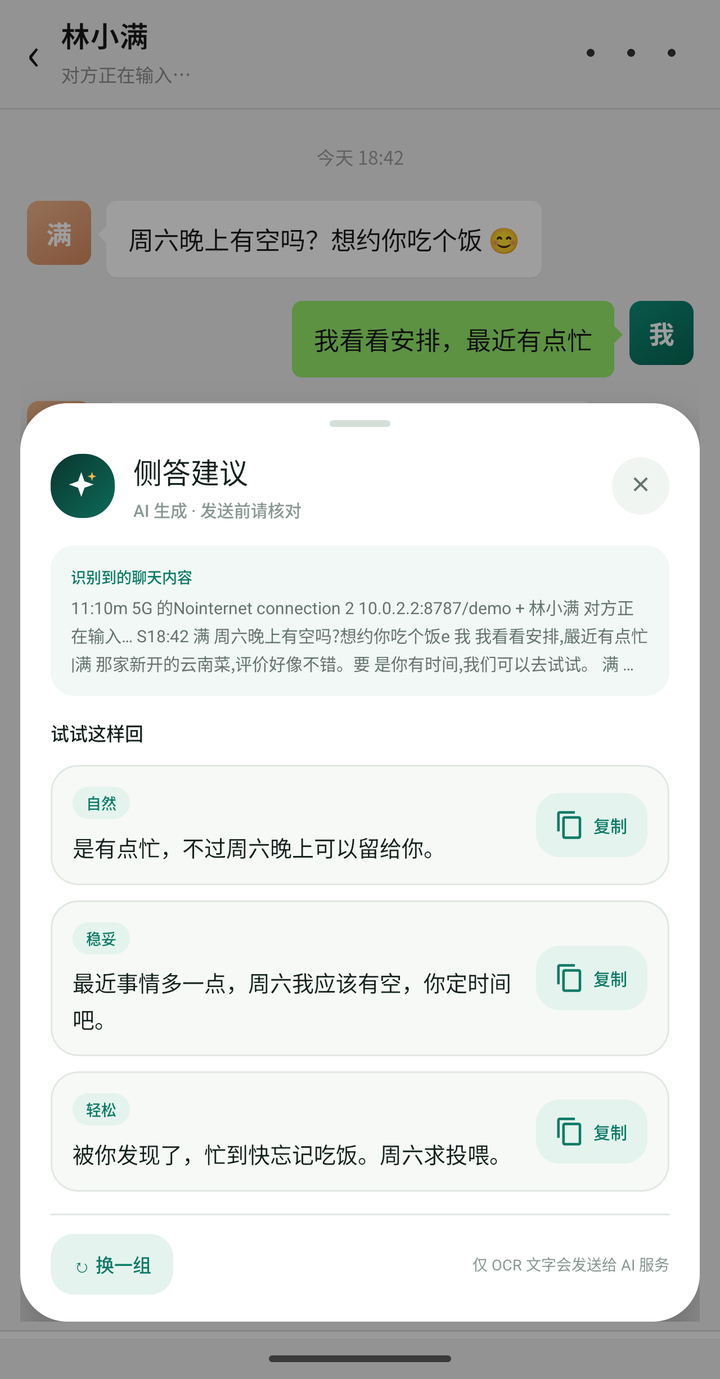 林小满
对方正在输入…
今天 18:42
满
周六晚上有空吗？想约你吃个饭 😊
我看看安排，最近有点忙
我
侧答建议
AI 生成 · 发送前请核对
识别到的聊天内容
11:10m 5G 的Nointernet connection 2 10.0.2.2:8787/demo + 林小满 对方正
在输入... S18:42 满 周六晚上有空吗?想约你吃个饭e 我 我看看安排,嚴近有点忙
|满 那家新开的云南菜,评价好像不错。要 是你有时间,我们可以去试试。 满 ...
试试这样回
自然
是有点忙，不过周六晚上可以留给你。
复制
稳妥
最近事情多一点，周六我应该有空，你定时间
吧。
复制
轻松
被你发现了，忙到快忘记吃饭。周六求投喂。
复制
换一组
仅 OCR 文字会发送给 AI 服务